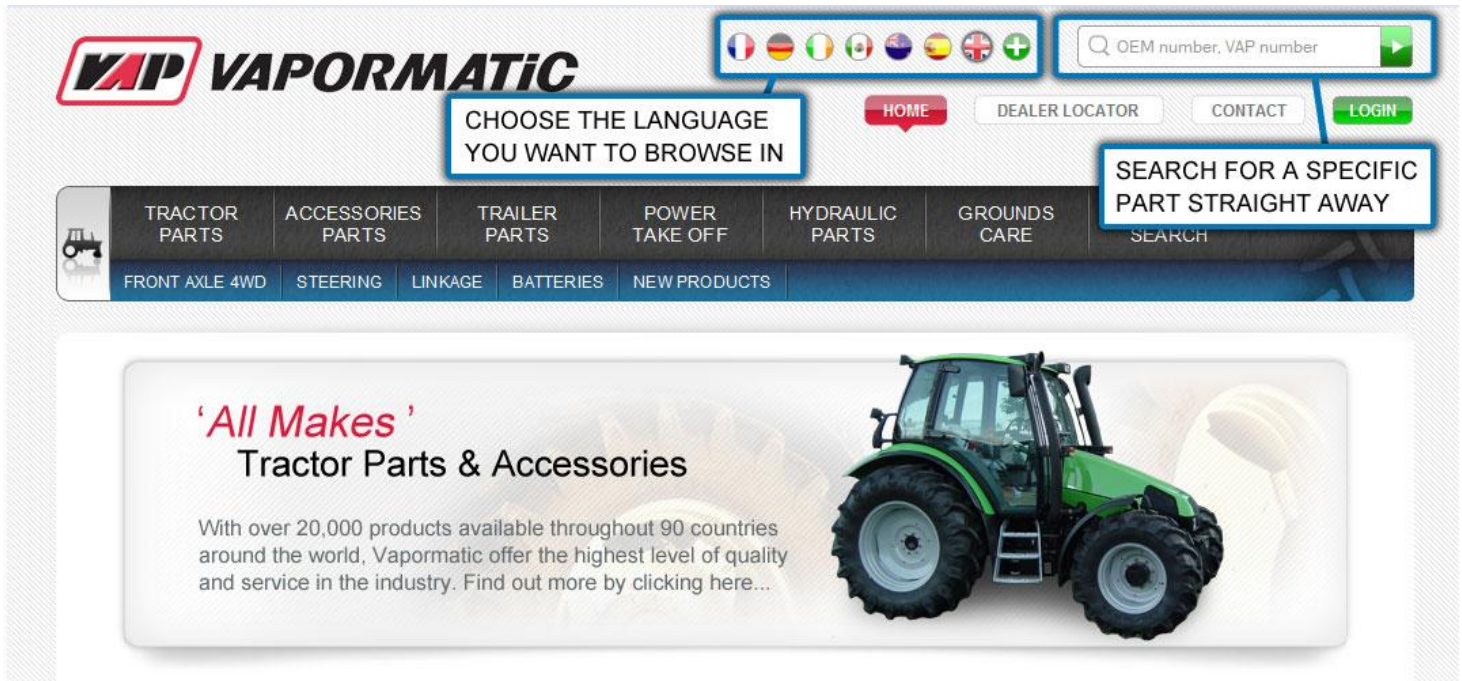 VAP VAPORMATiC
OEM number, VAP number
CHOOSE THE LANGUAGE
YOU WANT TO BROWSE IN
HOME
DEALER LOCATOR
CONTACT
LOGIN
SEARCH FOR A SPECIFIC
PART STRAIGHT AWAY
TRACTOR
PARTS
ACCESSORIES
PARTS
TRAILER
PARTS
POWER
TAKE OFF
HYDRAULIC
PARTS
GROUNDS
CARE
SEARCH
FRONT AXLE 4WD
STEERING
LINKAGE
BATTERIES
NEW PRODUCTS
‘All Makes’
Tractor Parts & Accessories
With over 20,000 products available throughout 90 countries
around the world, Vapormatic offer the highest level of quality
and service in the industry. Find out more by clicking here...